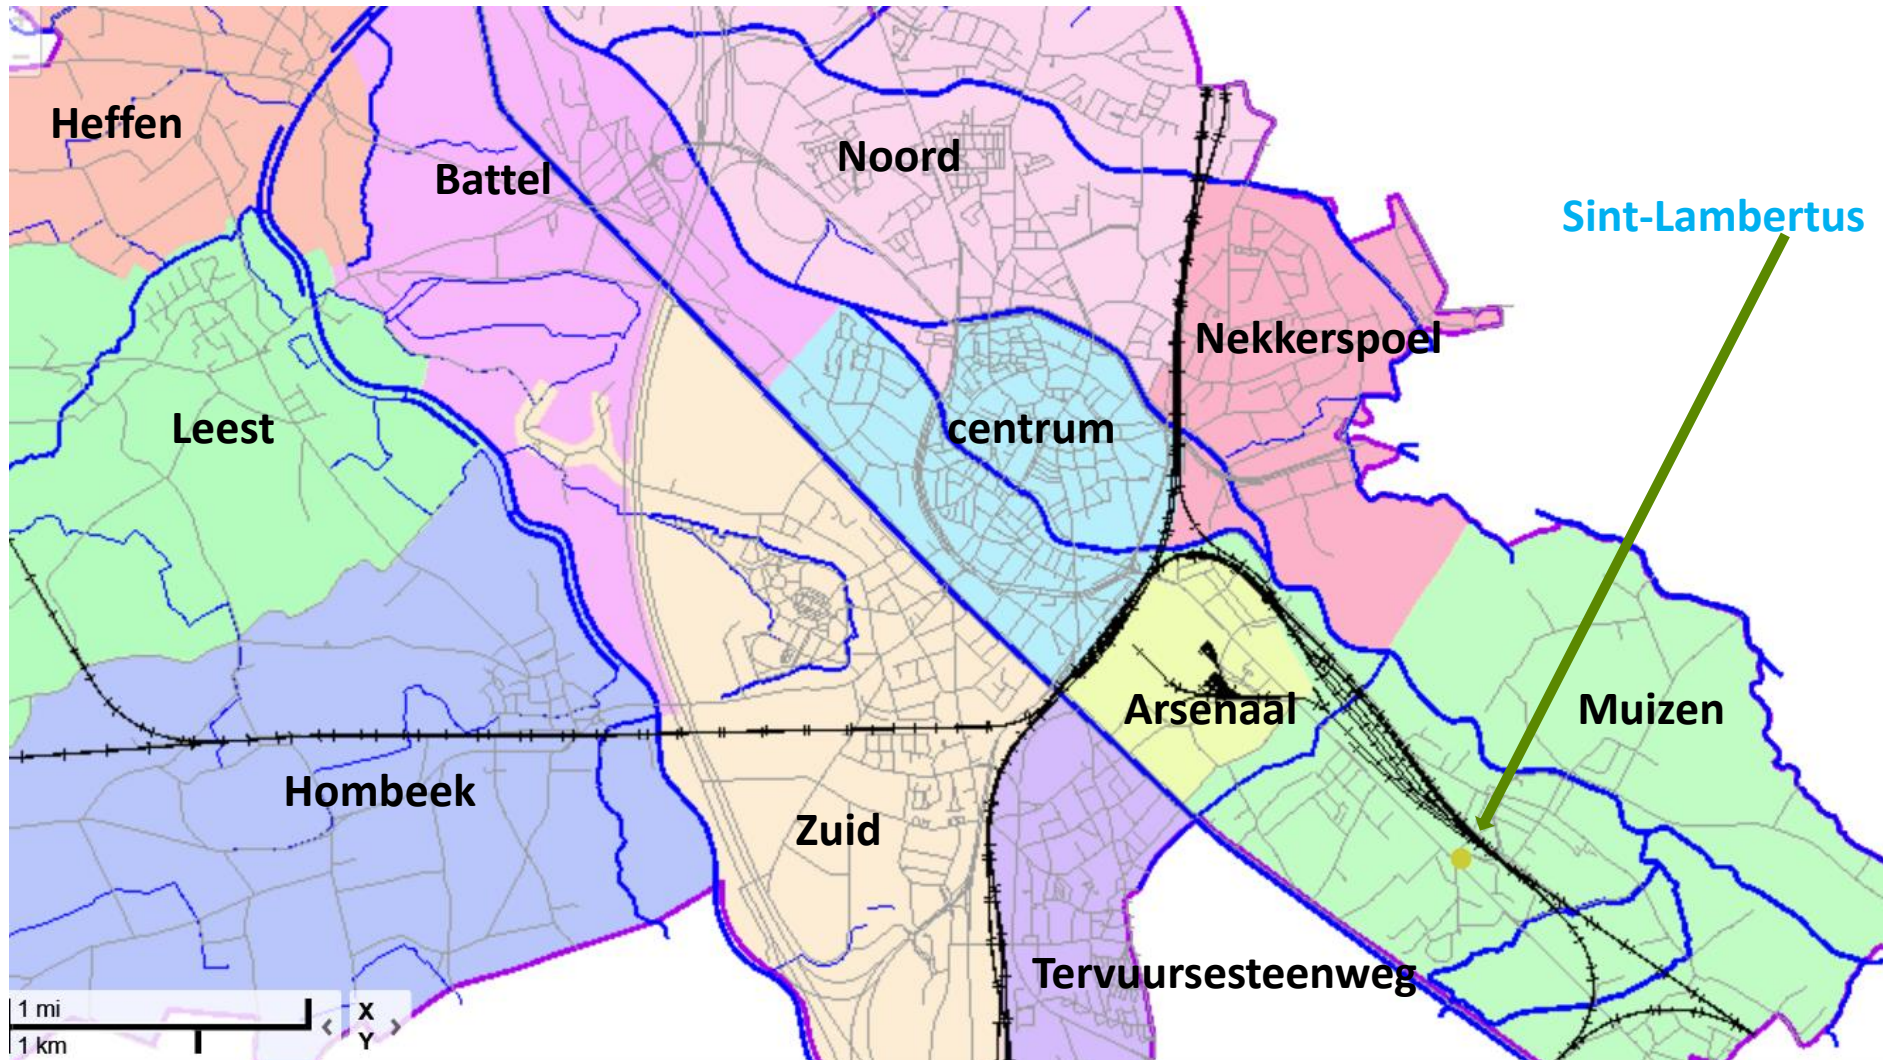 Heffen
Battel
Noord
Sint-Lambertus
Nekkerspoel
Leest
centrum
Arsenaal
Muizen
Hombeek
Zuid
Tervuursesteenweg
1 mi
1 km
‹ X ›
Y